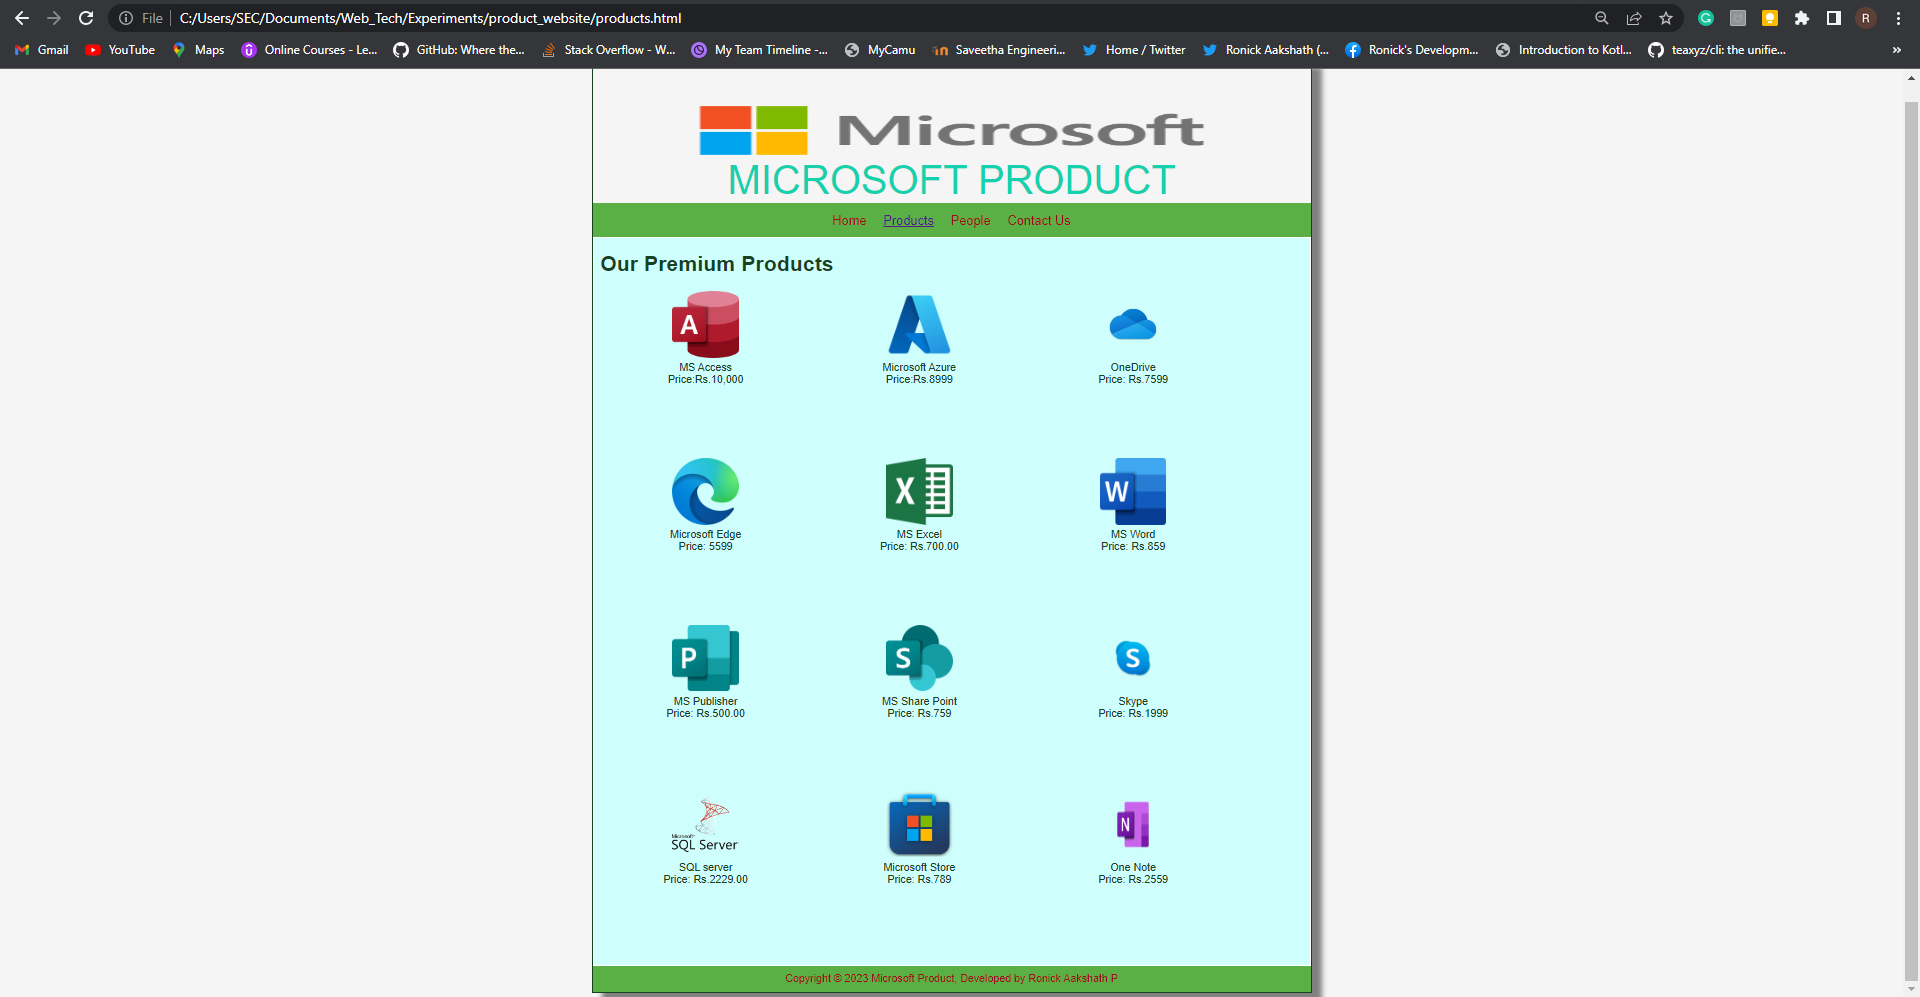 File C:/Users/SEC/Documents/Web_Tech/Experiments/product_website/products.html R
Gmail YouTube Maps Online Courses - Le... GitHub: Where the... Stack Overflow - W... My Team Timeline -... MyCamu Saveetha Engineeri... Home / Twitter Ronick Aakshath (... Ronick's Developm... Introduction to Kotl... teaxyz/cli: the unifie... »
Microsoft
MICROSOFT PRODUCT
Home Products People Contact Us
Our Premium Products
A
MS Access Microsoft Azure OneDrive
Price:Rs.10,000 Price:Rs.8999 Price: Rs.7599
X W
Microsoft Edge MS Excel MS Word
Price: 5599 Price: Rs.700.00 Price: Rs.859
P S S
MS Publisher MS Share Point Skype
Price: Rs.500.00 Price: Rs.759 Price: Rs.1999
N
Microsoft
SQL Server
SQL server Microsoft Store One Note
Price: Rs.2229.00 Price: Rs.789 Price: Rs.2559
Copyright © 2023 Microsoft Product, Developed by Ronick Aakshath P